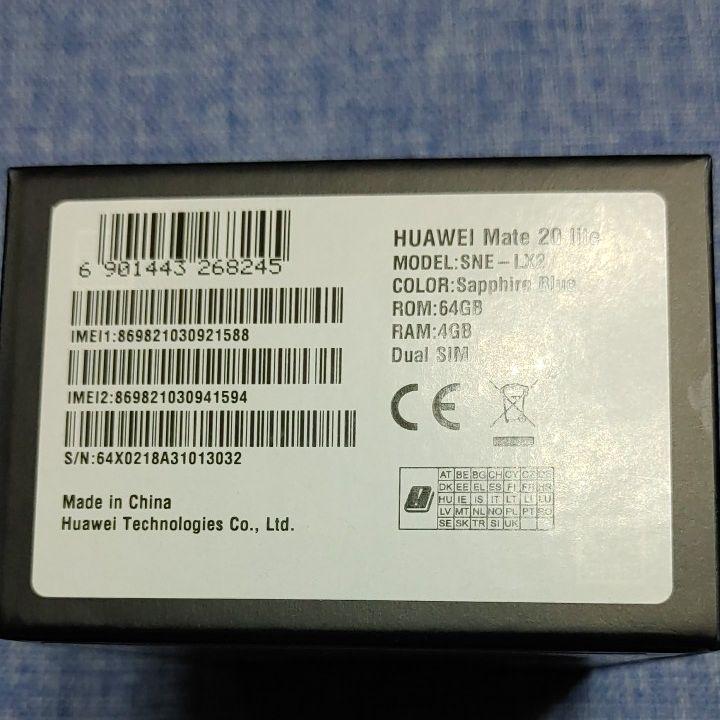 6 901443 268245
IMEI1:869821030921588
IMEI2:869821030941594
S/N:64X0218A31013032
Made in China
Huawei Technologies Co., Ltd.
HUAWEI Mate 20 lite
MODEL:SNE-LX2
COLOR:Sapphire Blue
ROM:64GB
RAM:4GB
Dual SIM
CE
AT BE BG CH CY CZ DE
DK EE EL ES FI FR HR
HU IE IS IT LT LI LU
LV MT NL NO PL PT RO
SE SK TR SI UK